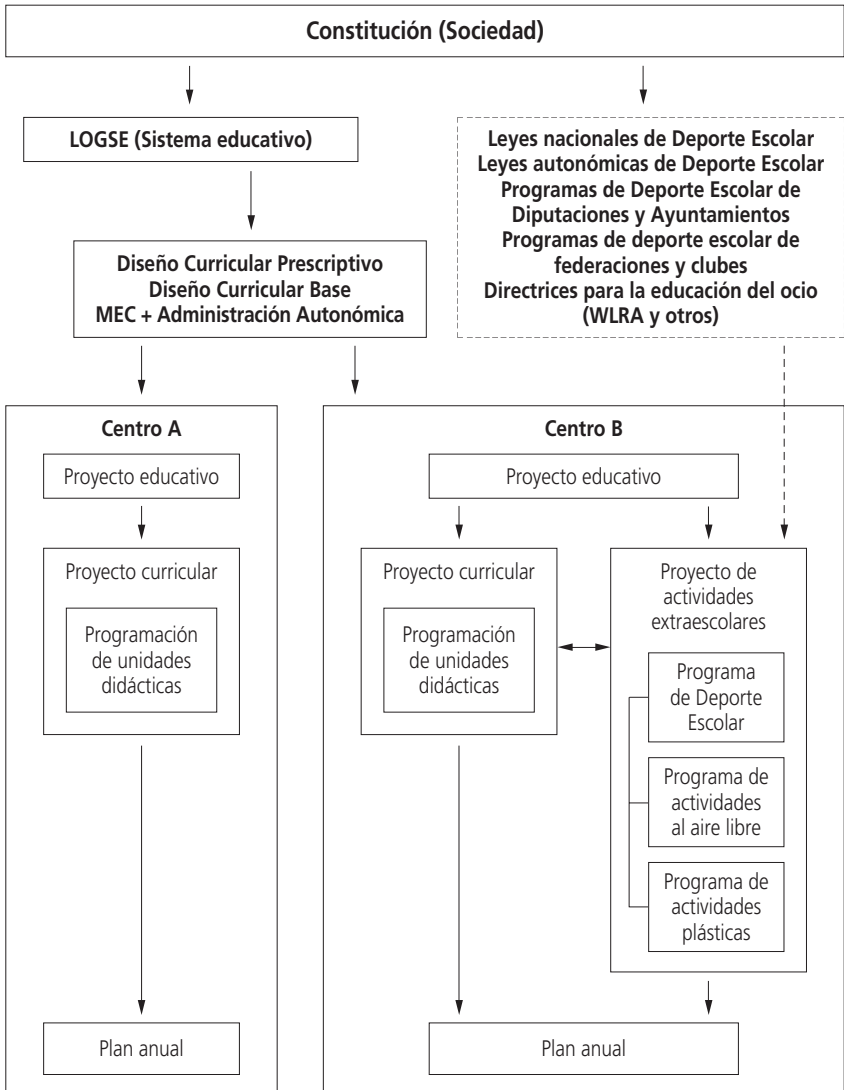 Constitución (Sociedad)
LOGSE (Sistema educativo)
Leyes nacionales de Deporte Escolar
Leyes autonómicas de Deporte Escolar
Programas de Deporte Escolar de
Diputaciones y Ayuntamientos
Programas de deporte escolar de
federaciones y clubes
Directrices para la educación del ocio
(WLRA y otros)
Diseño Curricular Prescriptivo
Diseño Curricular Base
MEC + Administración Autonómica
Centro A
Proyecto educativo
Proyecto curricular
Programación
de unidades
didácticas
Plan anual
Centro B
Proyecto educativo
Proyecto curricular
Programación
de unidades
didácticas
Proyecto de
actividades
extraescolares
Programa
de Deporte
Escolar
Programa de
actividades
al aire libre
Programa de
actividades
plásticas
Plan anual